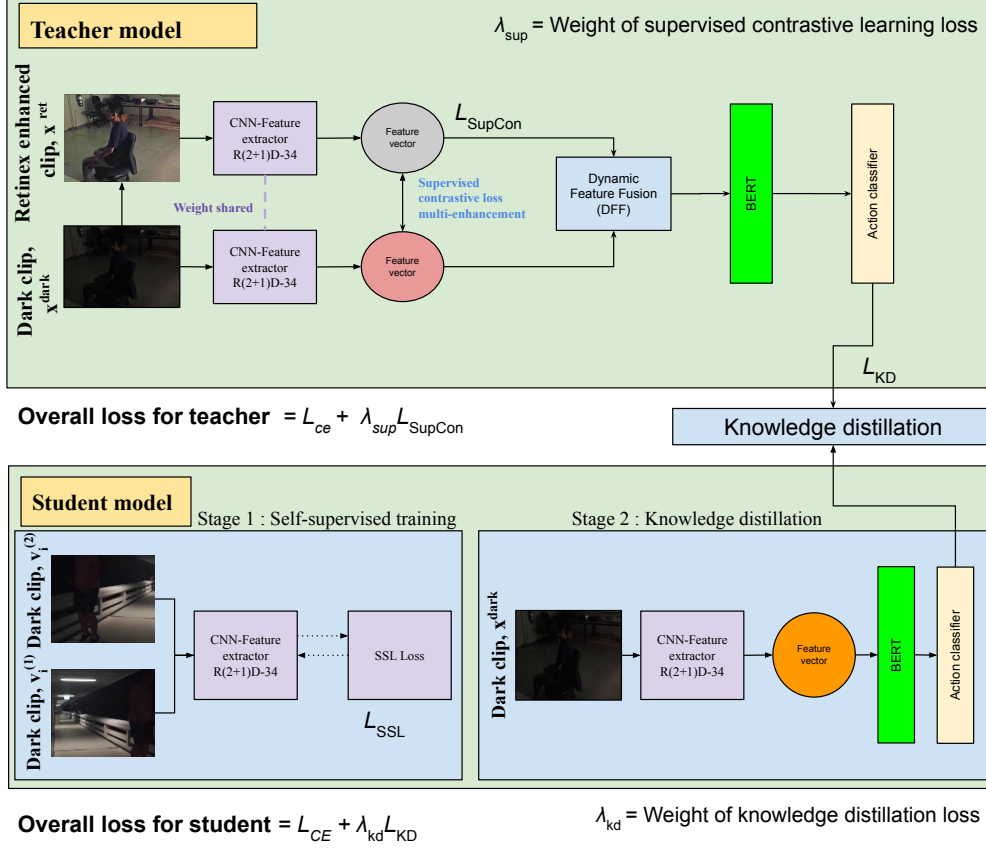 Teacher model
λsup = Weight of supervised contrastive learning loss
Retinex enhanced
clip, x ret
CNN-Feature
extractor
R(2+1)D-34
Feature
vector
LSupCon
Weight shared
Supervised
contrastive loss
multi-enhancement
Dynamic
Feature Fusion
(DFF)
BERT
Action classifier
Dark clip,
xdark
CNN-Feature
extractor
R(2+1)D-34
Feature
vector
LKD
Overall loss for teacher = Lce + λsupLSupCon
Knowledge distillation
Student model
Stage 1 : Self-supervised training
Dark clip, vi(2)
Dark clip, vi(1)
CNN-Feature
extractor
R(2+1)D-34
SSL Loss
LSSL
Stage 2 : Knowledge distillation
Dark clip, xdark
CNN-Feature
extractor
R(2+1)D-34
Feature
vector
BERT
Action classifier
Overall loss for student = LCE + λkdLKD
λkd = Weight of knowledge distillation loss